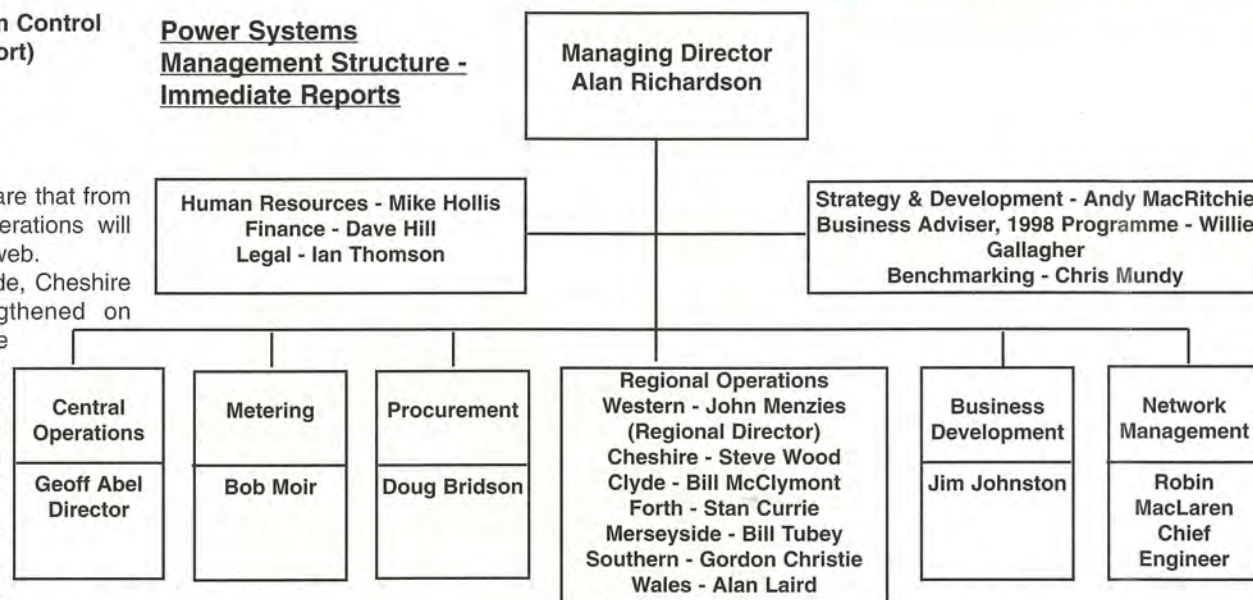 m Control
ort)
are that from
erations will
web.
de, Cheshire
gthened on
e
Power Systems
Management Structure -
Immediate Reports
Managing Director
Alan Richardson
Human Resources - Mike Hollis
Finance - Dave Hill
Legal - Ian Thomson
Strategy & Development - Andy MacRitchie
Business Adviser, 1998 Programme - Willie
Gallagher
Benchmarking - Chris Mundy
Central
Operations
Geoff Abel
Director
Metering
Bob Moir
Procurement
Doug Bridson
Regional Operations
Western - John Menzies
(Regional Director)
Cheshire - Steve Wood
Clyde - Bill McClymont
Forth - Stan Currie
Merseyside - Bill Tubey
Southern - Gordon Christie
Wales - Alan Laird
Business
Development
Jim Johnston
Network
Management
Robin
MacLaren
Chief
Engineer